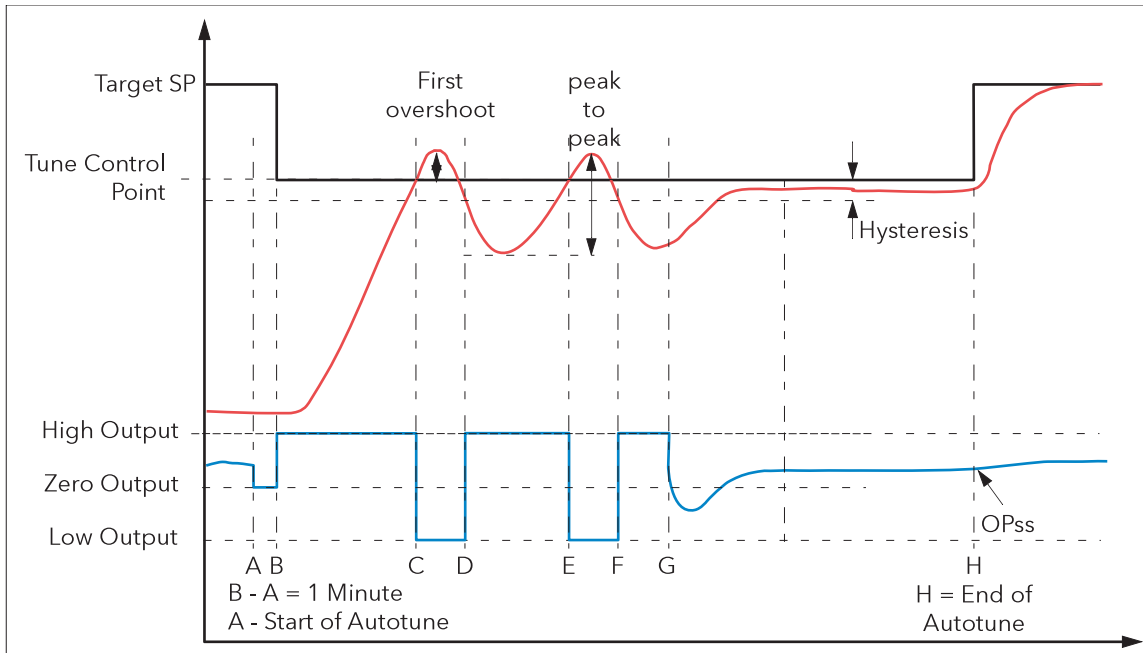 Target SP
First
overshoot
peak
to
peak
Tune Control
Point
Hysteresis
High Output
Zero Output
Low Output
OPss
A B C D E F G H
B - A = 1 Minute
A - Start of Autotune
H = End of
Autotune